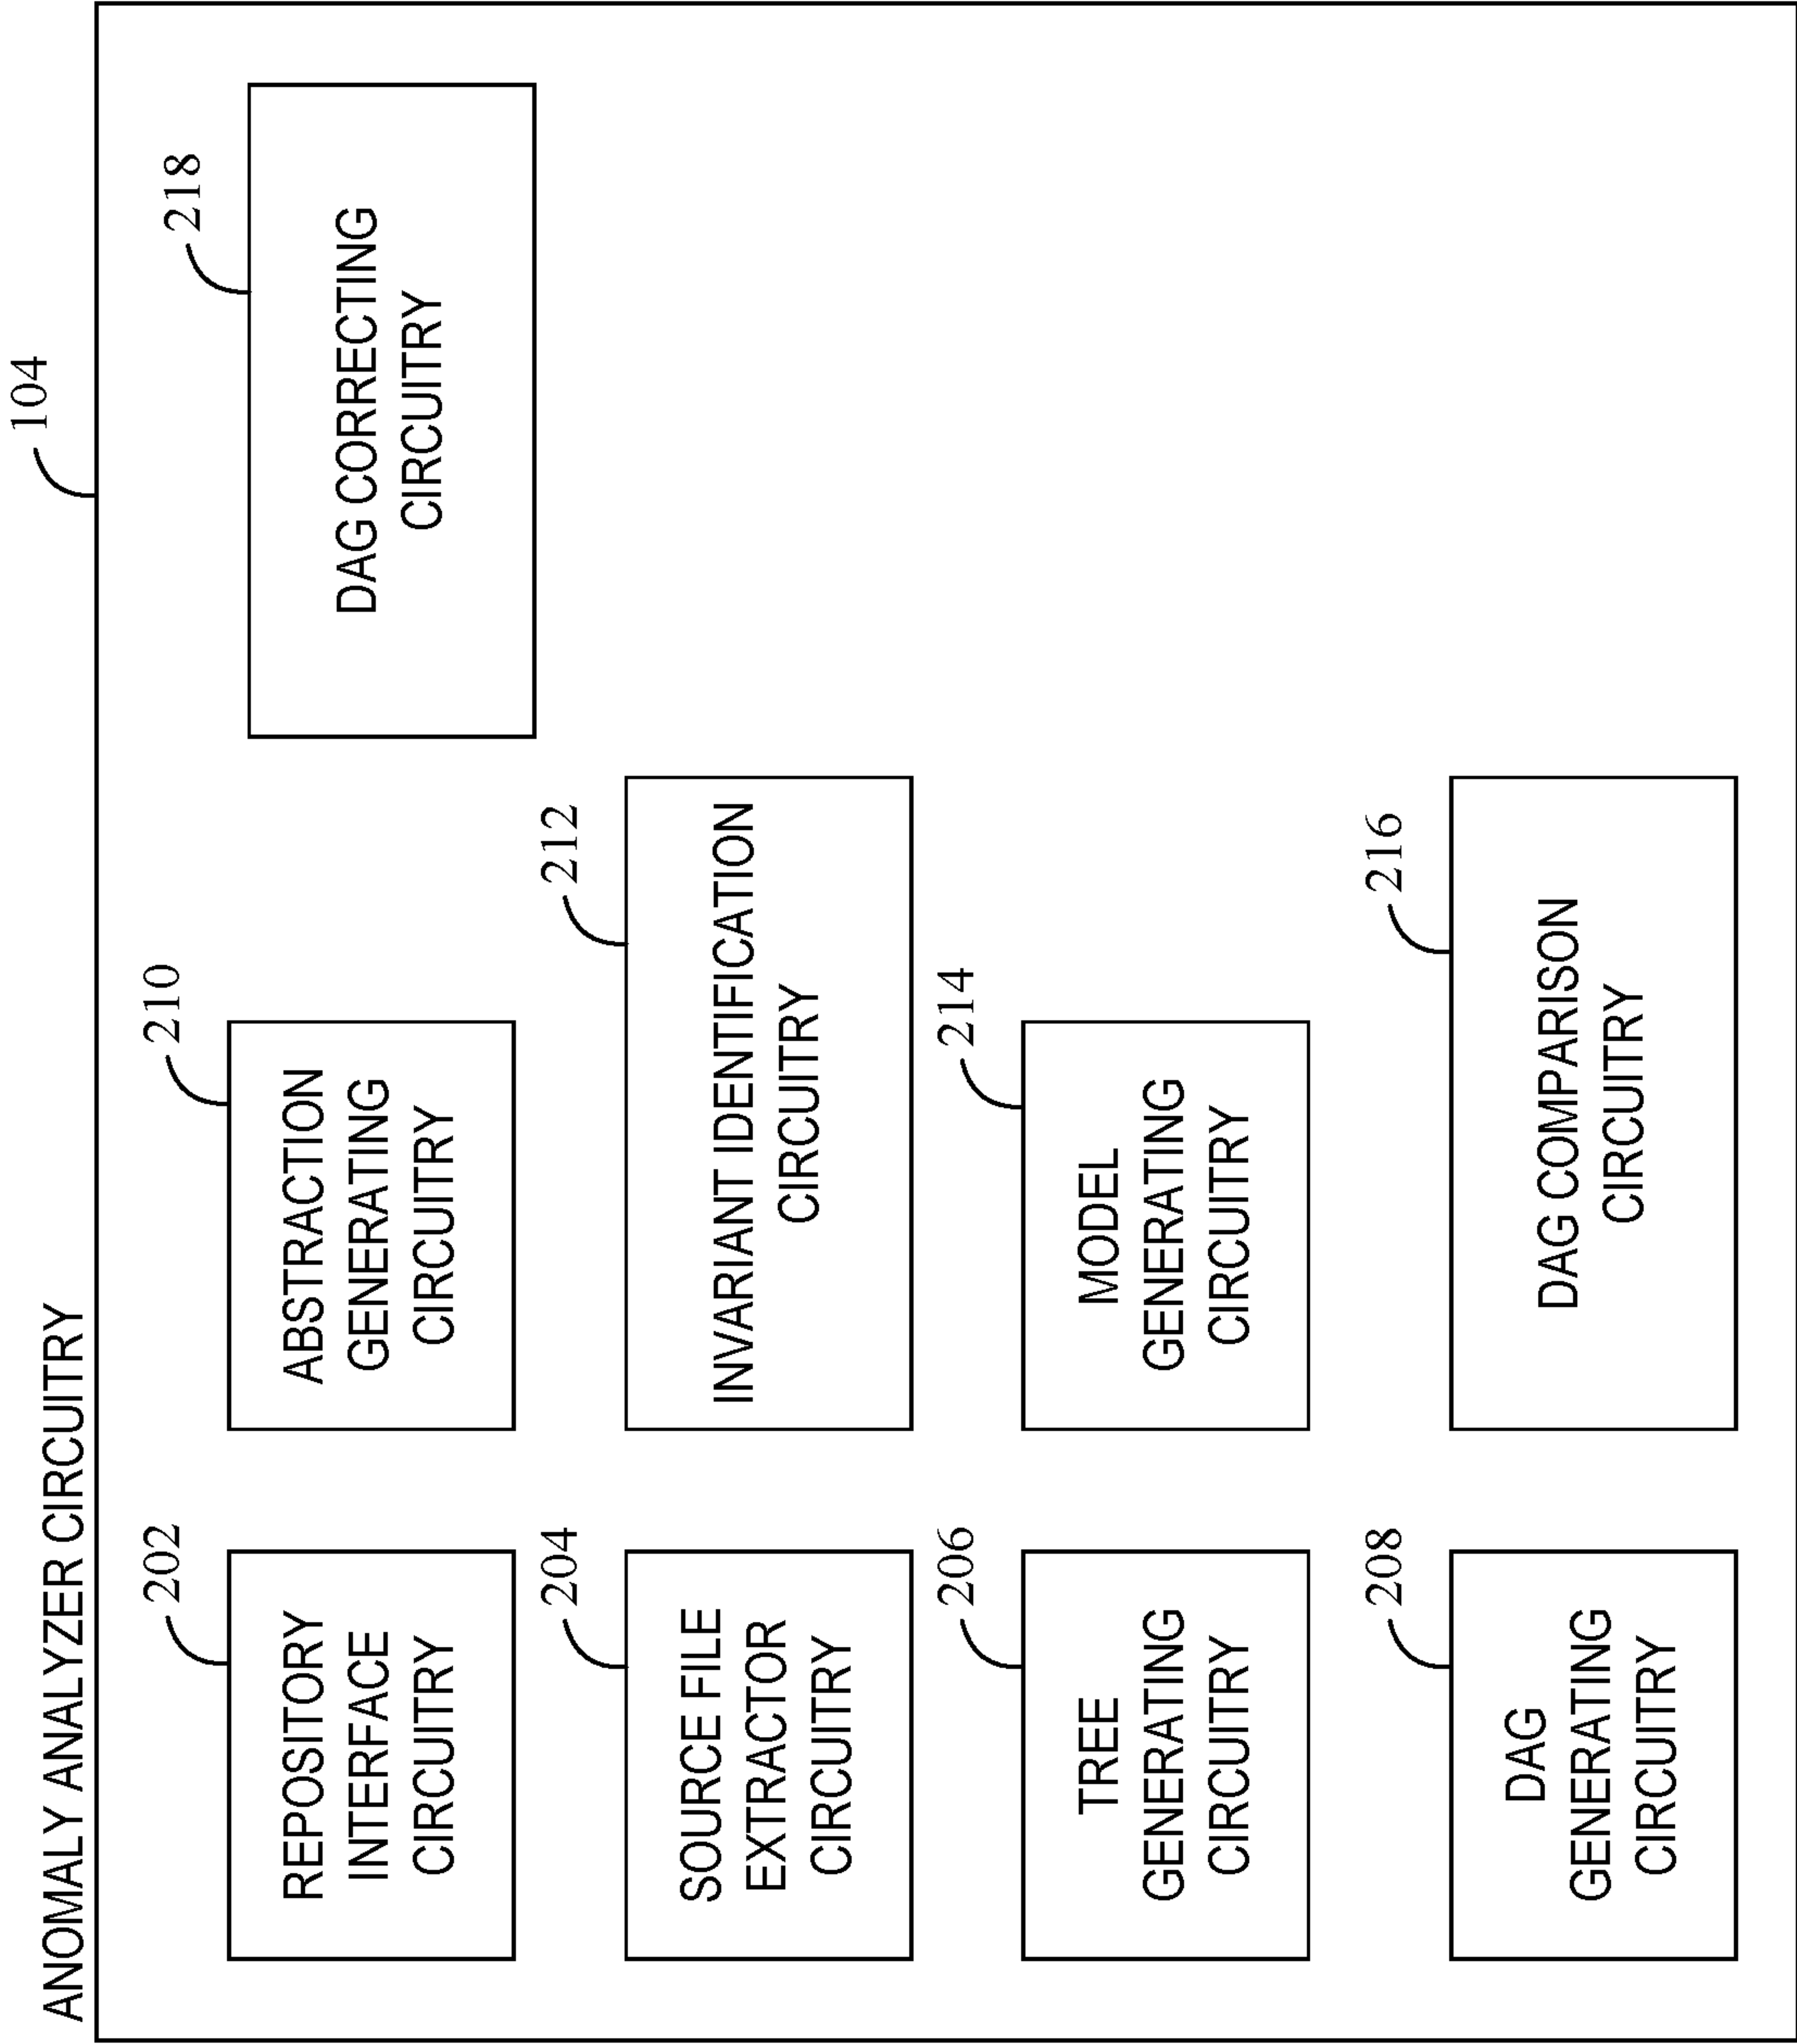 ANOMALY ANALYZER CIRCUITRY
104
202
REPOSITORY
INTERFACE
CIRCUITRY
204
SOURCE FILE
EXTRACTOR
CIRCUITRY
206
TREE
GENERATING
CIRCUITRY
208
DAG
GENERATING
CIRCUITRY
210
ABSTRACTION
GENERATING
CIRCUITRY
212
INVARIANT IDENTIFICATION
CIRCUITRY
214
MODEL
GENERATING
CIRCUITRY
216
DAG COMPARISON
CIRCUITRY
218
DAG CORRECTING
CIRCUITRY